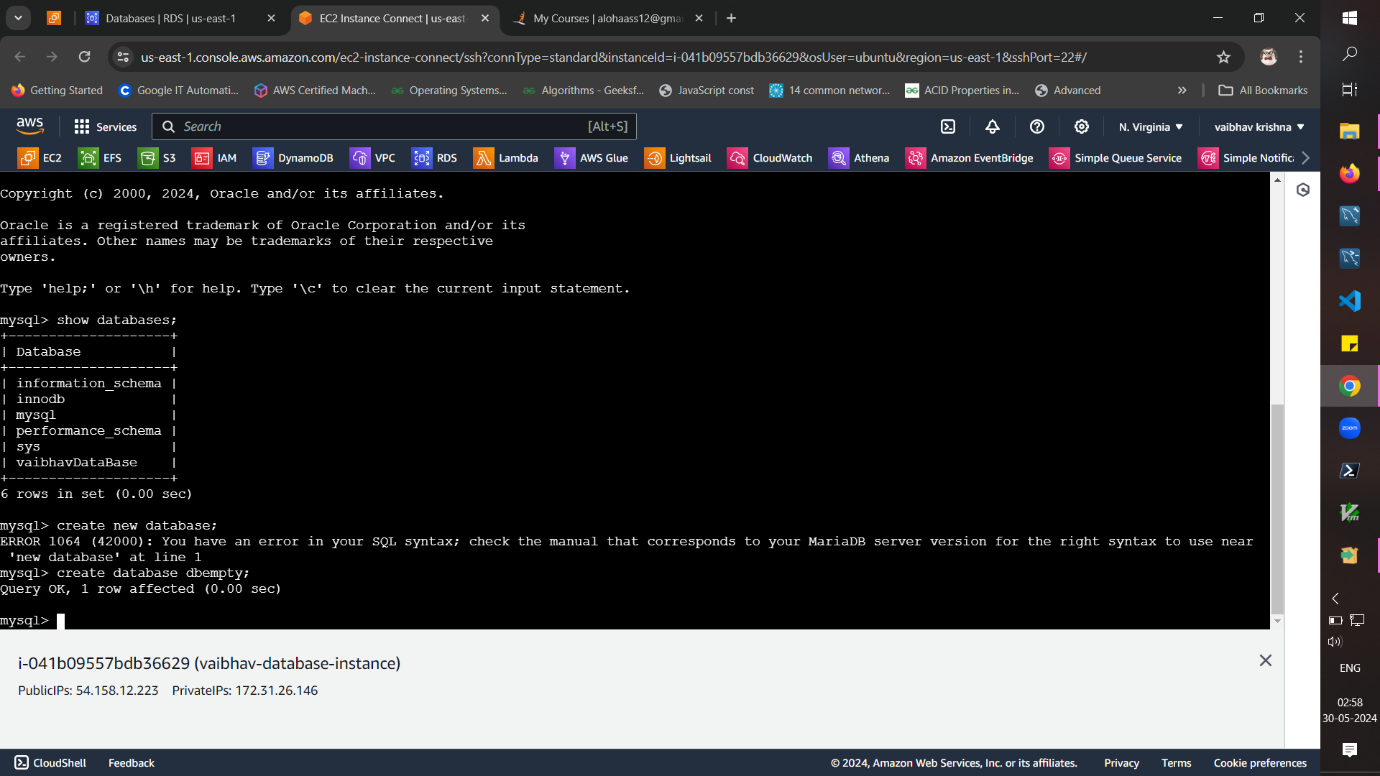 Databases | RDS | us-east-1
EC2 Instance Connect | us-east-
My Courses | alohaass12@gma
us-east-1.console.aws.amazon.com/ec2-instance-connect/ssh?connType=standard&instanceId=i-041b09557bdb36629&osUser=ubuntu&region=us-east-1&sshPort=22#/
Getting Started
Google IT Automati...
AWS Certified Mach...
Operating Systems...
Algorithms - Geeksf...
JavaScript const
14 common networ...
ACID Properties in...
Advanced
All Bookmarks
aws
Services
Search
[Alt+S]
N. Virginia
vaibhav krishna
EC2
EFS
S3
IAM
DynamoDB
VPC
RDS
Lambda
AWS Glue
Lightsail
CloudWatch
Athena
Amazon EventBridge
Simple Queue Service
Simple Notific
Copyright (c) 2000, 2024, Oracle and/or its affiliates.
Oracle is a registered trademark of Oracle Corporation and/or its
affiliates. Other names may be trademarks of their respective
owners.
Type 'help;' or '\h' for help. Type '\c' to clear the current input statement.
mysql> show databases;
+--------------------+
| Database           |
+--------------------+
| information_schema |
| innodb             |
| mysql              |
| performance_schema |
| sys                |
| vaibhavDataBase    |
+--------------------+
6 rows in set (0.00 sec)
mysql> create new database;
ERROR 1064 (42000): You have an error in your SQL syntax; check the manual that corresponds to your MariaDB server version for the right syntax to use near
'new database' at line 1
mysql> create database dbempty;
Query OK, 1 row affected (0.00 sec)
mysql>
i-041b09557bdb36629 (vaibhav-database-instance)
PublicIPs: 54.158.12.223 PrivateIPs: 172.31.26.146
CloudShell
Feedback
© 2024, Amazon Web Services, Inc. or its affiliates.
Privacy
Terms
Cookie preferences
zoom
ENG
02:58
30-05-2024